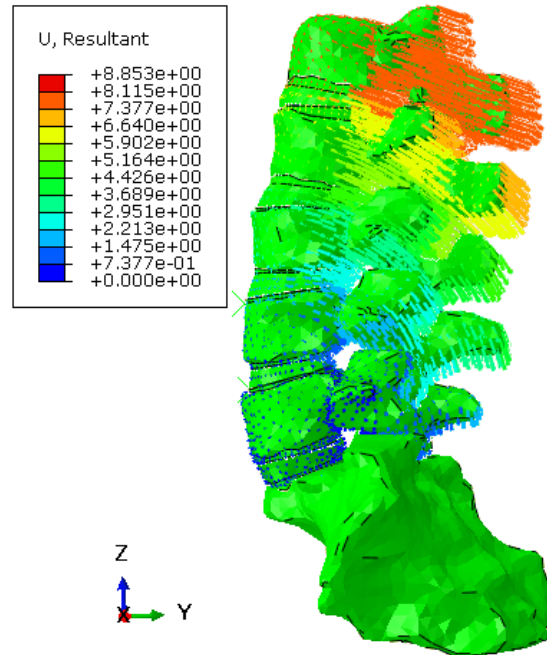 U, Resultant
+8.853e+00
+8.115e+00
+7.377e+00
+6.640e+00
+5.902e+00
+5.164e+00
+4.426e+00
+3.689e+00
+2.951e+00
+2.213e+00
+1.475e+00
+7.377e-01
+0.000e+00
Z
X
Y